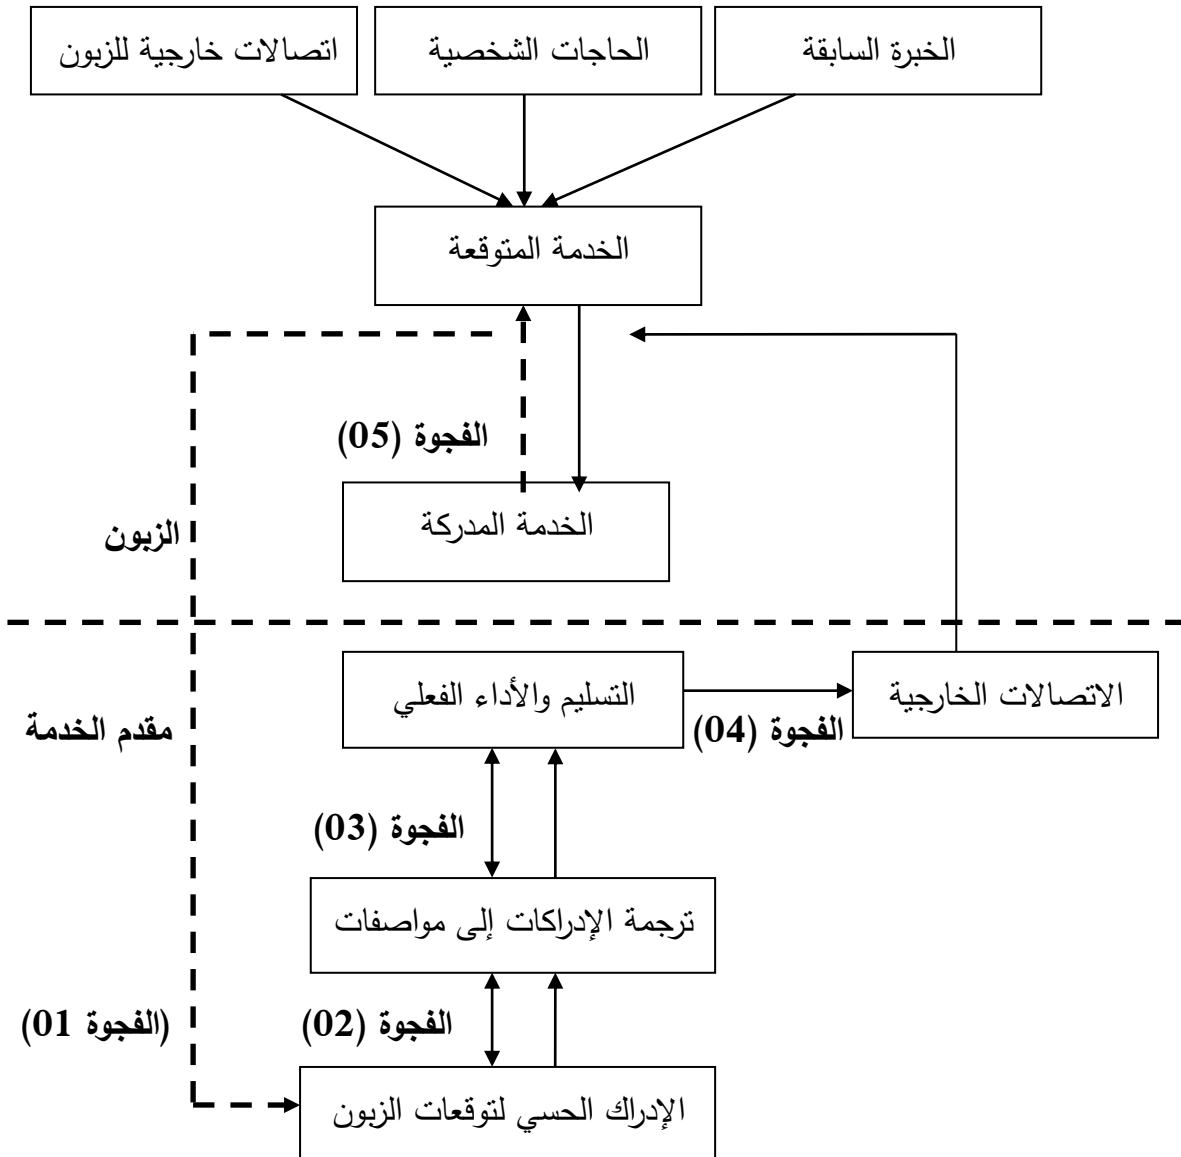 الخبرة السابقة
الحاجات الشخصية
اتصالات خارجية للزبون
الخدمة المتوقعة
الفجوة (05)
الخدمة المدركة
الزبون
الاتصالات الخارجية
التسليم والأداء الفعلي
مقدم الخدمة
الفجوة (04)
الفجوة (03)
ترجمة الإدراكات إلى مواصفات
الفجوة (02)
(الفجوة 01)
الإدراك الحسي لتوقعات الزبون